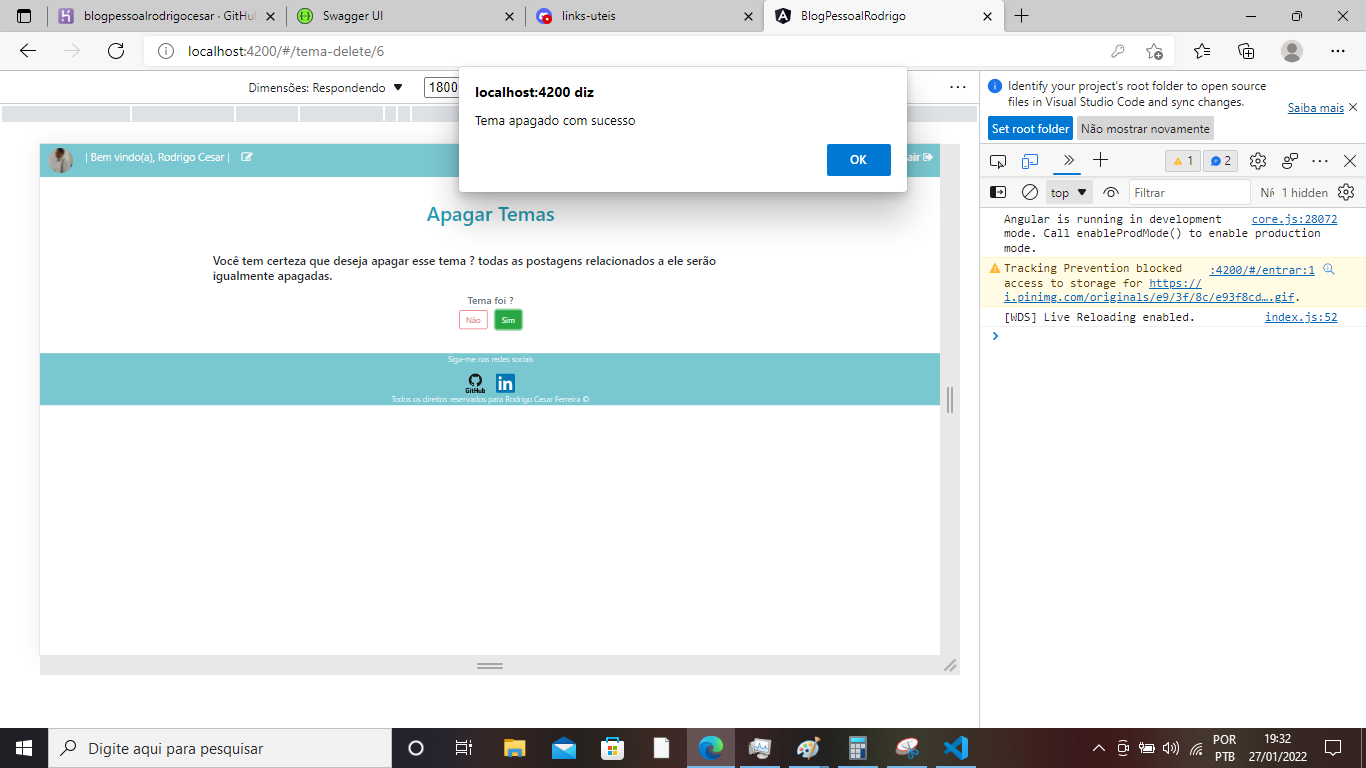 blogpessoalrodrigocesar · GitHub
Swagger UI
links-uteis
BlogPessoalRodrigo
localhost:4200/#/tema-delete/6
Dimensões: Respondendo
1800
localhost:4200 diz
Tema apagado com sucesso
OK
| Bem vindo(a), Rodrigo Cesar |
air
Apagar Temas
Você tem certeza que deseja apagar esse tema ? todas as postagens relacionados a ele serão
igualmente apagadas.
Tema foi ?
Não
Sim
Siga-me nas redes sociais
GitHub
in
Todos os direitos reservados para Rodrigo Cesar Ferreira ©
Identify your project's root folder to open source
files in Visual Studio Code and sync changes.
Saiba mais
Set root folder
Não mostrar novamente
1
2
top
Filtrar
1 hidden
Angular is running in development core.js:28072
mode. Call enableProdMode() to enable production
mode.
Tracking Prevention blocked :4200/#/entrar:1
access to storage for https://
i.pinimg.com/originals/e9/3f/8c/e93f8cd….gif.
[WDS] Live Reloading enabled. index.js:52
Digite aqui para pesquisar
POR
PTB
19:32
27/01/2022